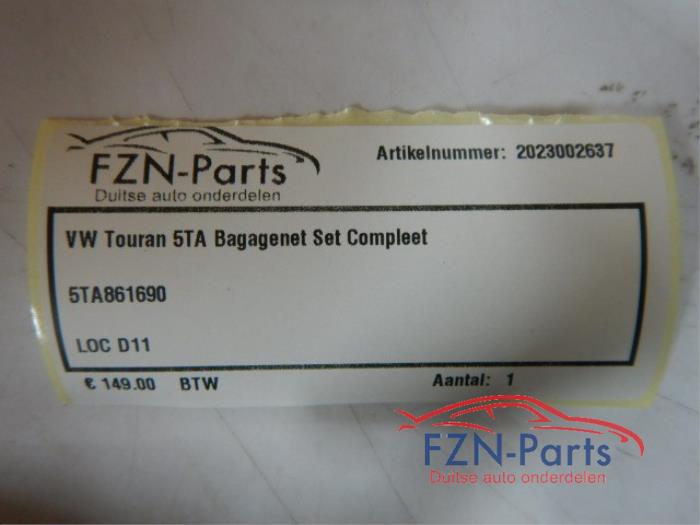 FZN-Parts
Duitse auto onderdelen
Artikelnummer: 2023002637
VW Touran 5TA Bagagenet Set Compleet
5TA861690
LOC D11
€ 149.00 BTW
Aantal: 1
FZN-Parts
Duitse auto onderdelen